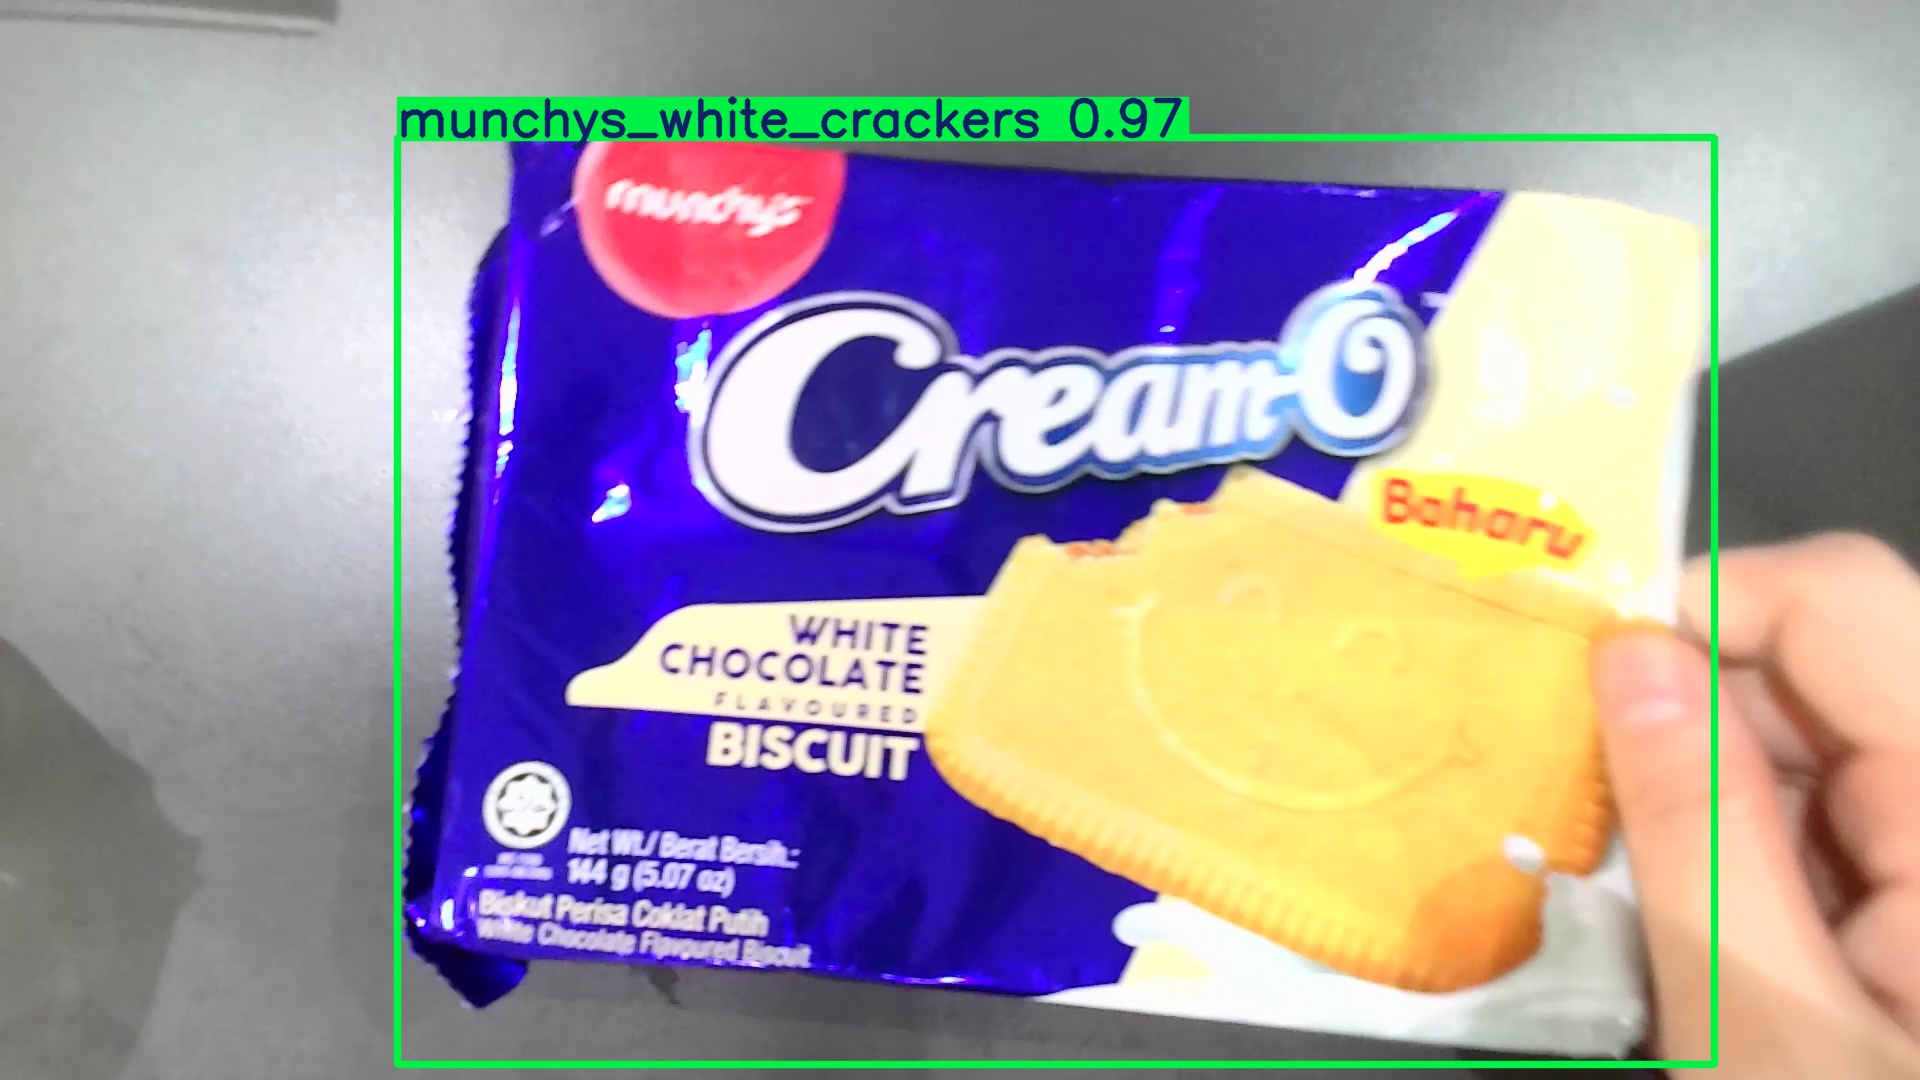 munchys_white_crackers 0.97
munchys
Cream-O
Baharu
WHITE
CHOCOLATE
FLAVOURED
BISCUIT
Net Wt./ Berat Bersih.:
144 g (5.07 oz)
Biskut Perisa Coklat Putih
White Chocolate Flavoured Biscuit